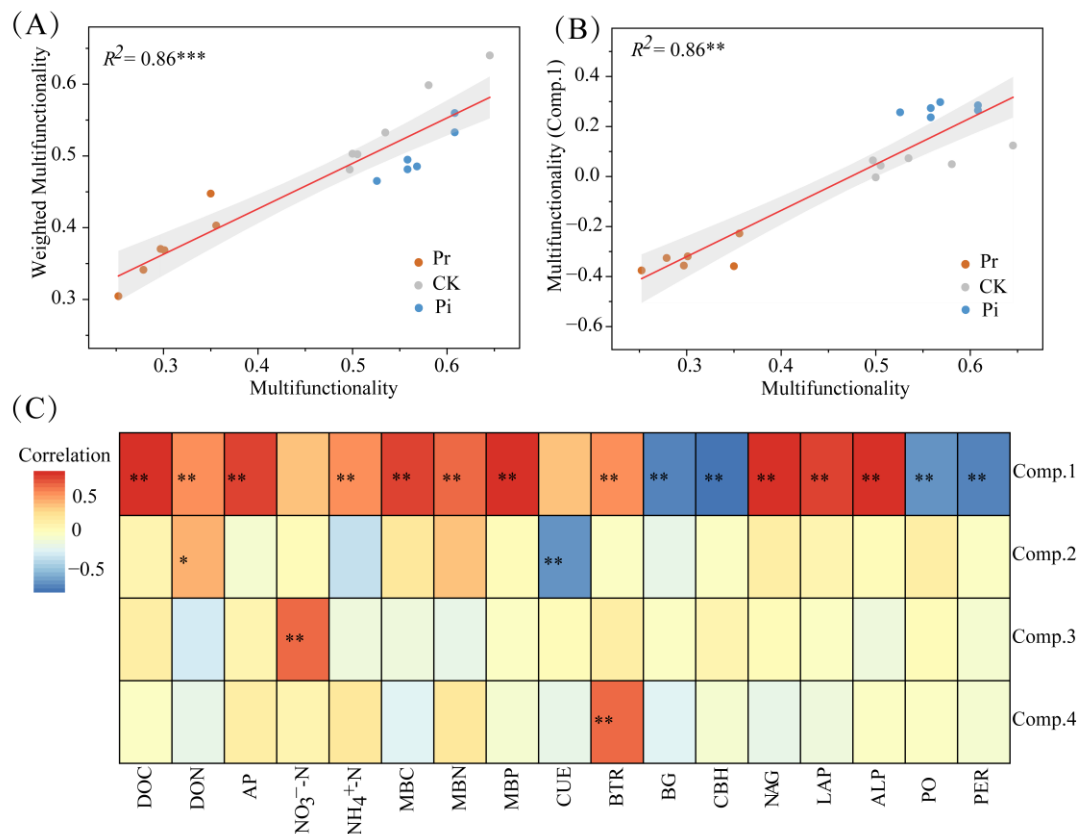 (A)
R²= 0.86***
Weighted Multifunctionality
0.6
0.5
0.4
0.3
Pr
CK
Pi
0.3 0.4 0.5 0.6
Multifunctionality
(B)
R²= 0.86**
Multifunctionality (Comp.1)
0.4
0.2
0.0
−0.2
−0.4
−0.6
Pr
CK
Pi
0.3 0.4 0.5 0.6
Multifunctionality
(C)
Correlation
0.5
0
−0.5
** ** ** ** ** ** ** ** ** ** ** ** ** ** ** Comp.1
* ** Comp.2
** Comp.3
** Comp.4
DOC DON AP NO₃⁻-N NH₄⁺-N MBC MBN MBP CUE BTR BG CBH NAG LAP ALP PO PER